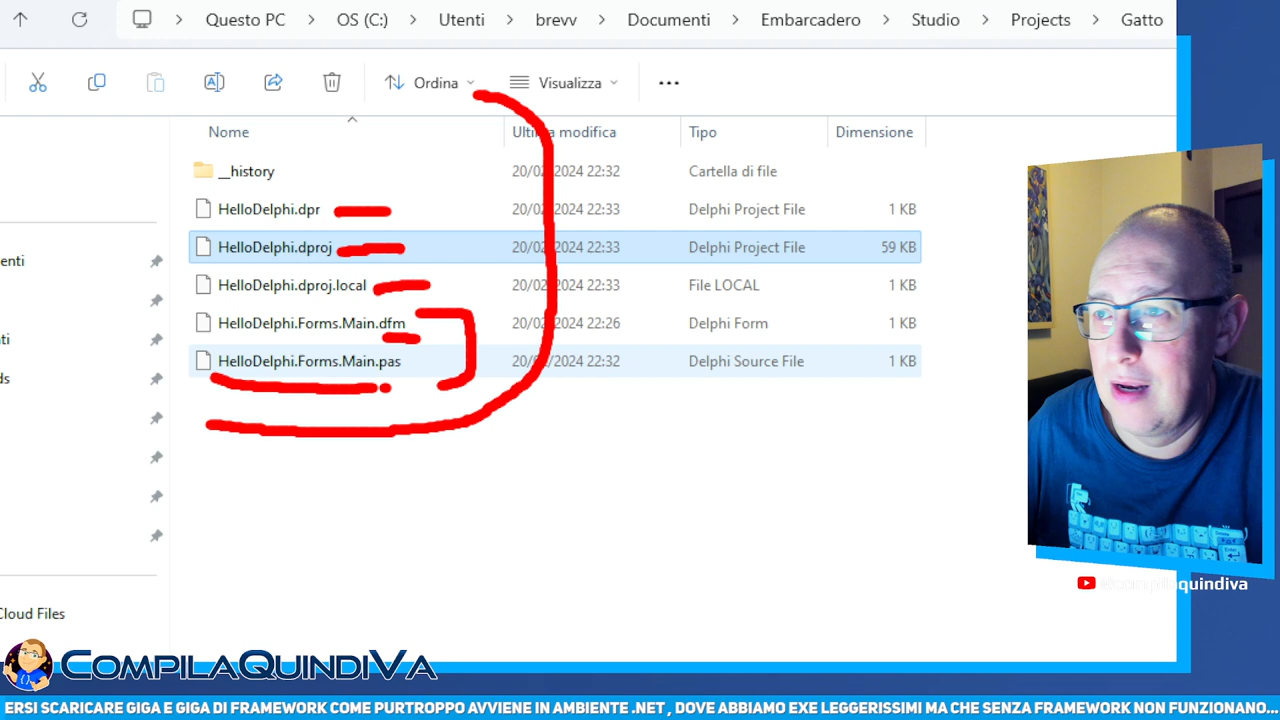 Questo PC > OS (C:) > Utenti > brevv > Documenti > Embarcadero > Studio > Projects > Gatto
Ordina Visualizza
Nome Ultima modifica Tipo Dimensione
__history 20/02/2024 22:32 Cartella di file
HelloDelphi.dpr 20/02/2024 22:33 Delphi Project File 1 KB
HelloDelphi.dproj 20/02/2024 22:33 Delphi Project File 59 KB
enti
HelloDelphi.dproj.local 20/02/2024 22:33 File LOCAL 1 KB
HelloDelphi.Forms.Main.dfm 20/02/2024 22:26 Delphi Form 1 KB
ti
HelloDelphi.Forms.Main.pas 20/02/2024 22:32 Delphi Source File 1 KB
ds
@compilaquindiva
Cloud Files
CompilaQuindiVa
ERSI SCARICARE GIGA E GIGA DI FRAMEWORK COME PURTROPPO AVVIENE IN AMBIENTE .NET , DOVE ABBIAMO EXE LEGGERISSIMI MA CHE SENZA FRAMEWORK NON FUNZIONANO...